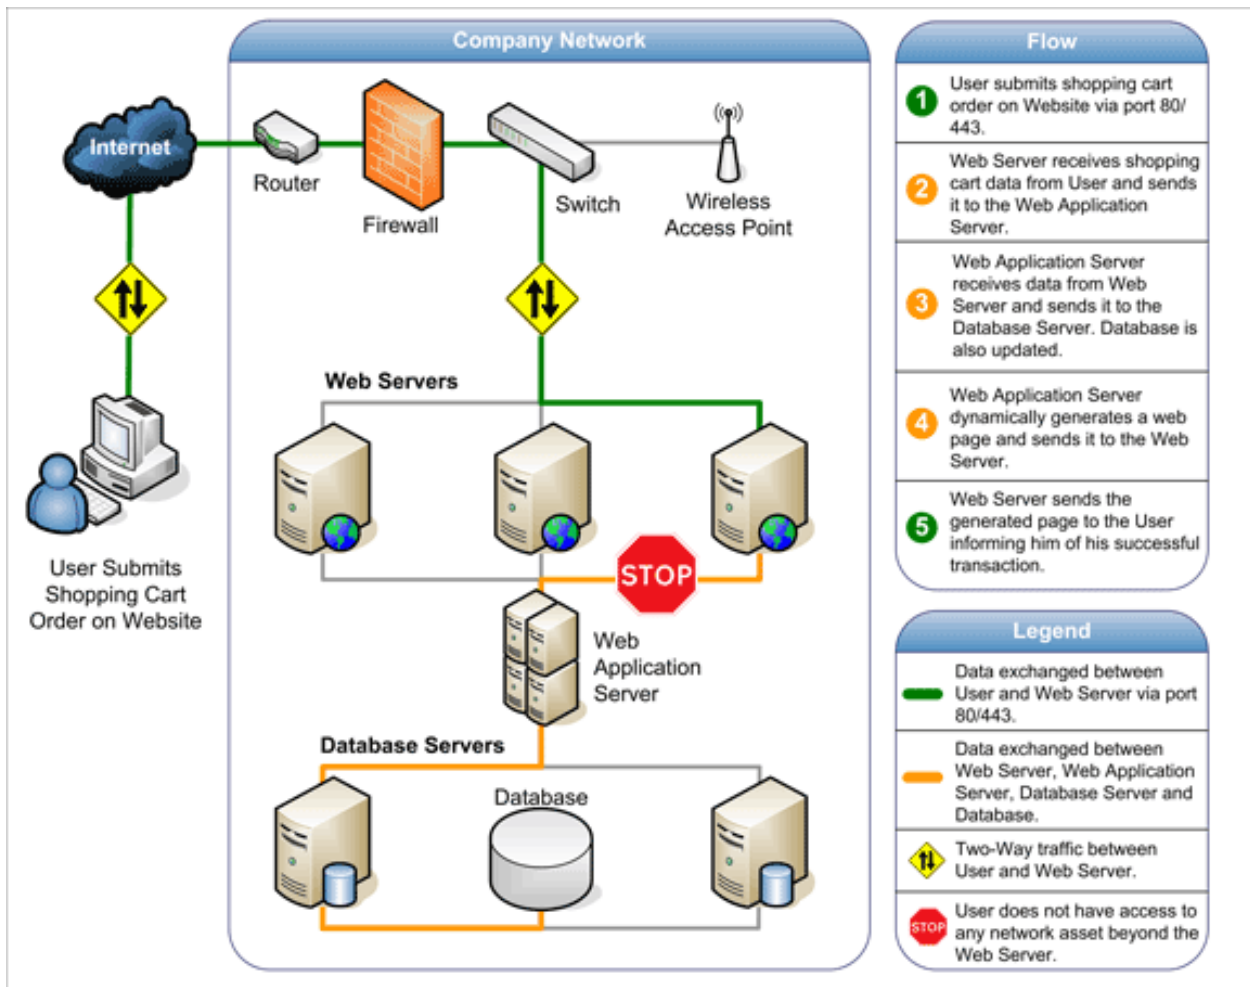 Company Network
Internet
Router
Firewall
Switch
Wireless
Access Point
Web Servers
User Submits
Shopping Cart
Order on Website
STOP
Web
Application
Server
Database Servers
Database
Flow
1
User submits shopping cart
order on Website via port 80/
443.
2
Web Server receives shopping
cart data from User and sends
it to the Web Application
Server.
3
Web Application Server
receives data from Web
Server and sends it to the
Database Server. Database is
also updated.
4
Web Application Server
dynamically generates a web
page and sends it to the Web
Server.
5
Web Server sends the
generated page to the User
informing him of his successful
transaction.
Legend
Data exchanged between
User and Web Server via port
80/443.
Data exchanged between
Web Server, Web Application
Server, Database Server and
Database.
Two-Way traffic between
User and Web Server.
STOP
User does not have access to
any network asset beyond the
Web Server.